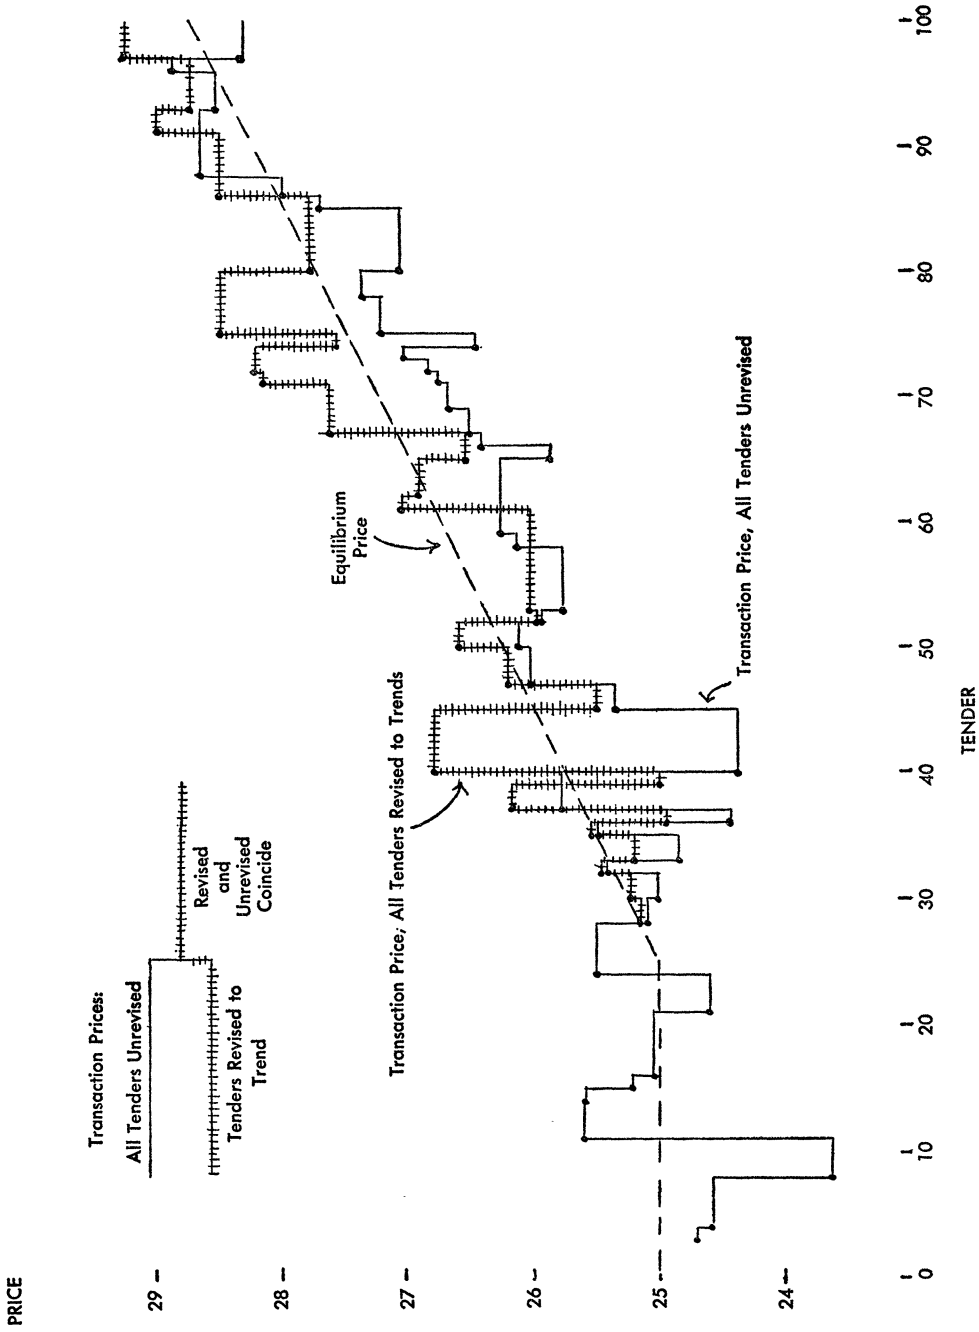 PRICE
29
28
27
26
25
24
Transaction Prices:
All Tenders Unrevised
Tenders Revised to
Trend
Revised
and
Unrevised
Coincide
Transaction Price, All Tenders Revised to Trends
Equilibrium
Price
Transaction Price, All Tenders Unrevised
0
10
20
30
40
50
60
70
80
90
100
TENDER